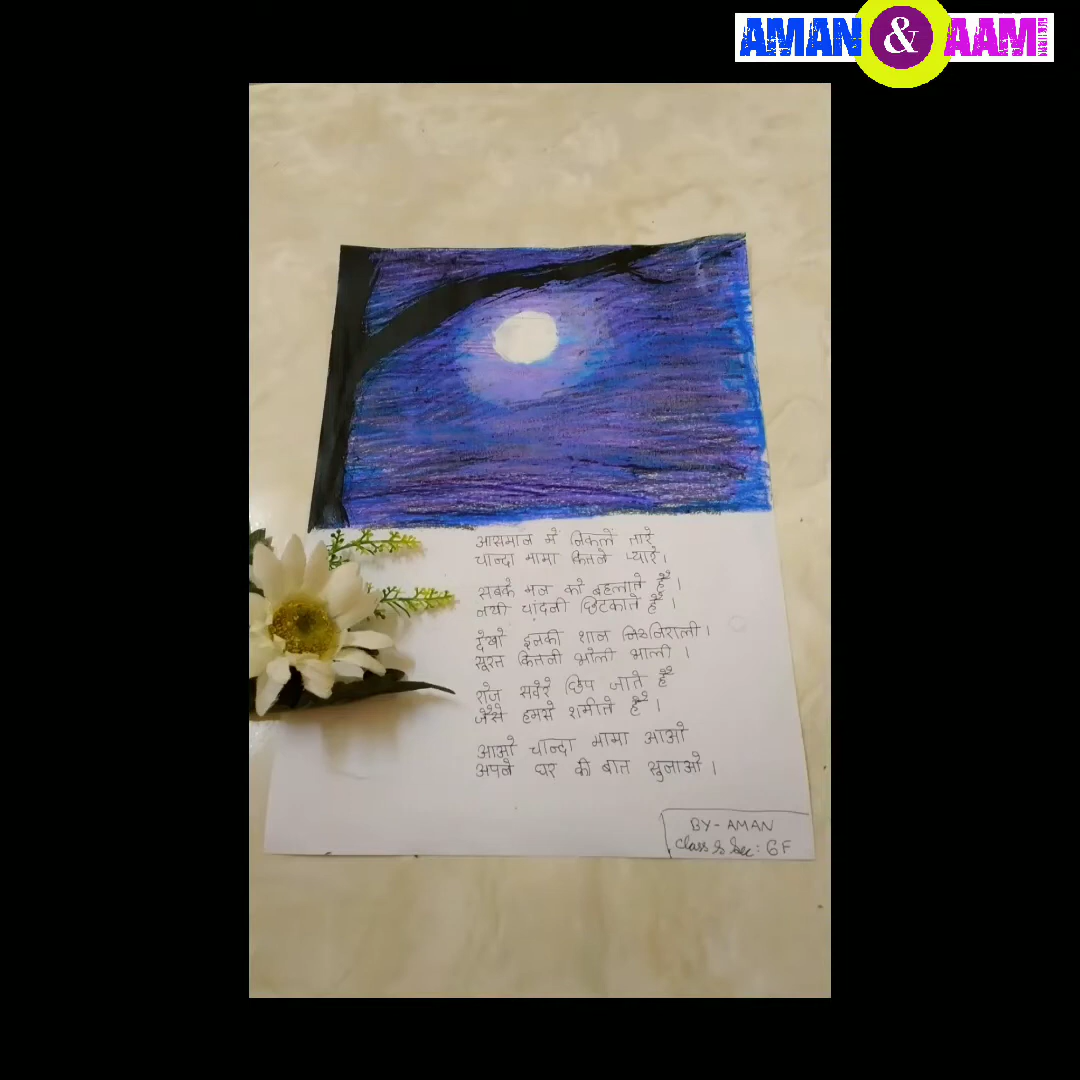 AMAN & AAM
आसमान में निकलें तारे
चान्दा मामा कितने प्यारे।
सबके मन को बहलाते हैं।
नयी चांदनी छिटकाते हैं।
देखो इनकी शान निरनिराली।
सूरत कितनी भोली भाली।
रोज सवेरे छिप जाते हैं
जैसे हमसे शर्माते हैं।
आओ चान्दा मामा आओ
अपने घर की बात सुनाओ।
BY- AMAN
Class & Sec: 6F